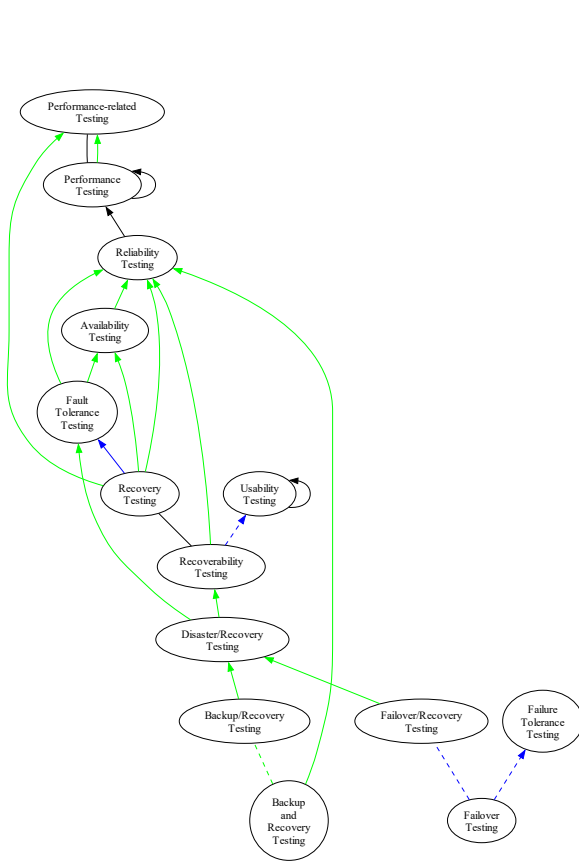 Performance-related
Testing
Performance
Testing
Reliability
Testing
Availability
Testing
Fault
Tolerance
Testing
Recovery
Testing
Usability
Testing
Recoverability
Testing
Disaster/Recovery
Testing
Backup/Recovery
Testing
Failover/Recovery
Testing
Failure
Tolerance
Testing
Backup
and
Recovery
Testing
Failover
Testing